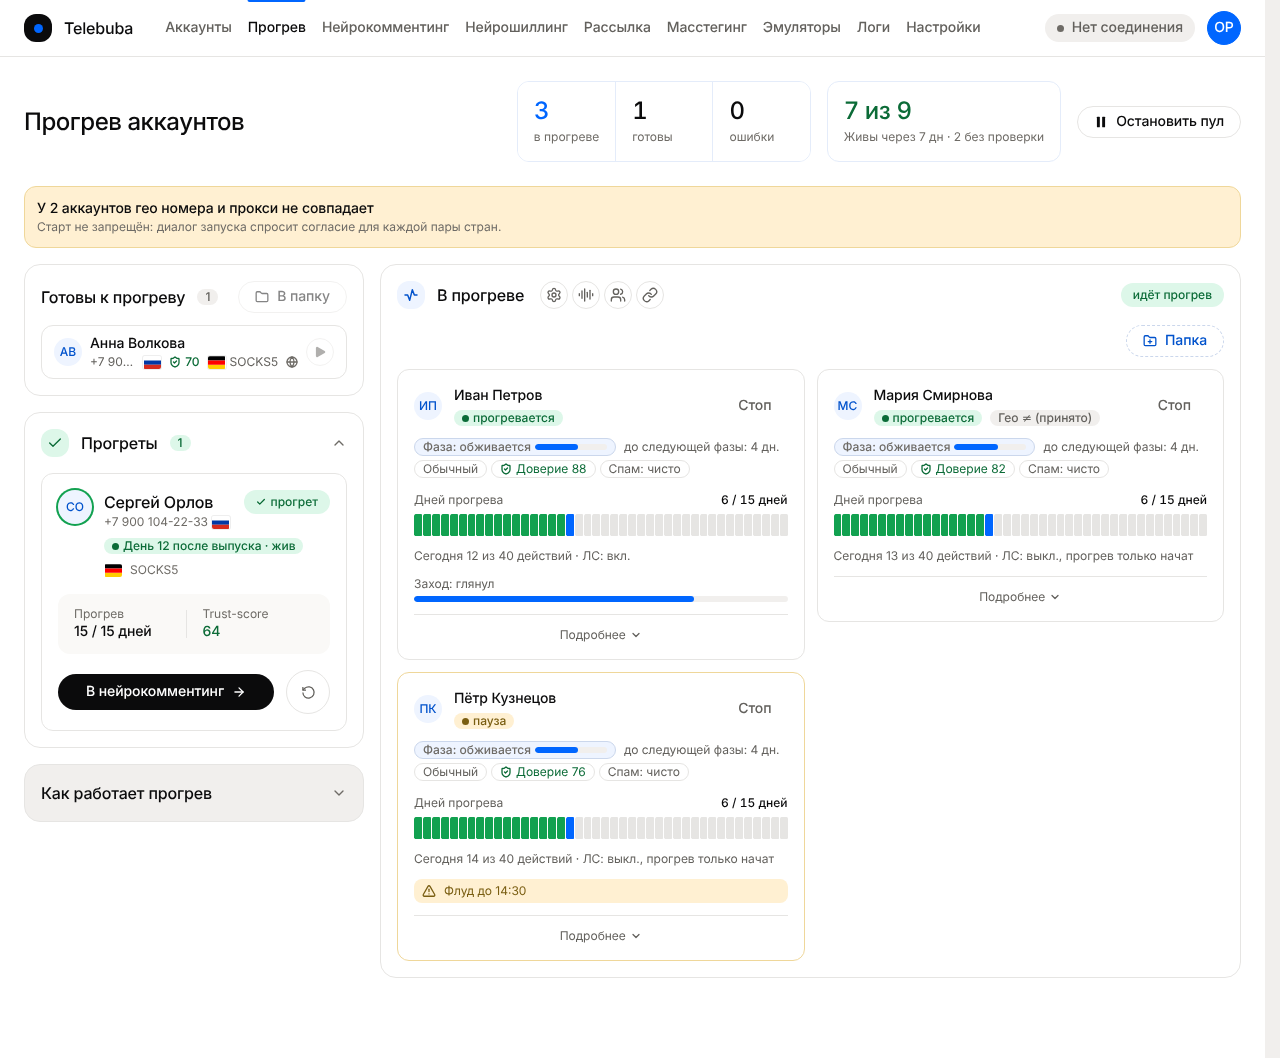 Telebuba
Аккаунты
Прогрев
Нейрокомментинг
Нейрошиллинг
Рассылка
Масстегинг
Эмуляторы
Логи
Настройки
Нет соединения
ОР
Прогрев аккаунтов
3
в прогреве
1
готовы
0
ошибки
7 из 9
Живы через 7 дн · 2 без проверки
Остановить пул
У 2 аккаунтов гео номера и прокси не совпадает
Старт не запрещён: диалог запуска спросит согласие для каждой пары стран.
Готовы к прогреву 1
В папку
АВ
Анна Волкова
+7 90... 70 SOCKS5
Прогреты 1
СО
Сергей Орлов
прогрет
+7 900 104-22-33
День 12 после выпуска · жив
SOCKS5
Прогрев
15 / 15 дней
Trust-score
64
В нейрокомментинг
Как работает прогрев
В прогреве
идёт прогрев
Папка
ИП
Иван Петров
прогревается
Стоп
Фаза: обживается до следующей фазы: 4 дн.
Обычный Доверие 88 Спам: чисто
Дней прогрева 6 / 15 дней
Сегодня 12 из 40 действий · ЛС: вкл.
Заход: глянул
Подробнее
МС
Мария Смирнова
прогревается Гео ≠ (принято)
Стоп
Фаза: обживается до следующей фазы: 4 дн.
Обычный Доверие 82 Спам: чисто
Дней прогрева 6 / 15 дней
Сегодня 13 из 40 действий · ЛС: выкл., прогрев только начат
Подробнее
ПК
Пётр Кузнецов
пауза
Стоп
Фаза: обживается до следующей фазы: 4 дн.
Обычный Доверие 76 Спам: чисто
Дней прогрева 6 / 15 дней
Сегодня 14 из 40 действий · ЛС: выкл., прогрев только начат
Флуд до 14:30
Подробнее